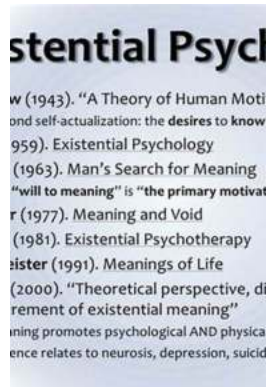 stential Psych
w (1943). “A Theory of Human Moti
ond self-actualization: the desires to know
959). Existential Psychology
(1963). Man’s Search for Meaning
“will to meaning” is “the primary motivat
r (1977). Meaning and Void
(1981). Existential Psychotherapy
eister (1991). Meanings of Life
(2000). “Theoretical perspective, di
rement of existential meaning”
ning promotes psychological AND physica
ence relates to neurosis, depression, suicid